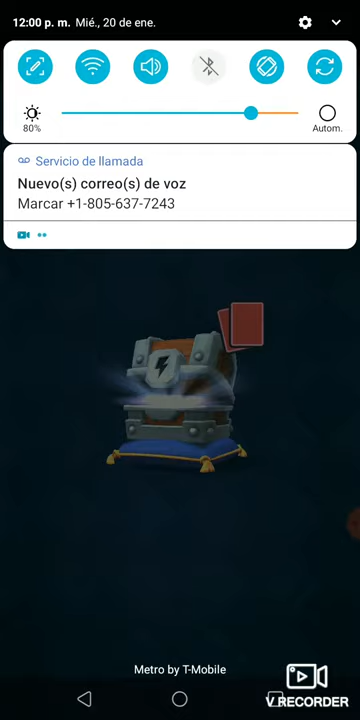 12:00 p. m. Mié., 20 de ene.
80%
Autom.
Servicio de llamada
Nuevo(s) correo(s) de voz
Marcar +1-805-637-7243
Metro by T-Mobile
V.RECORDER